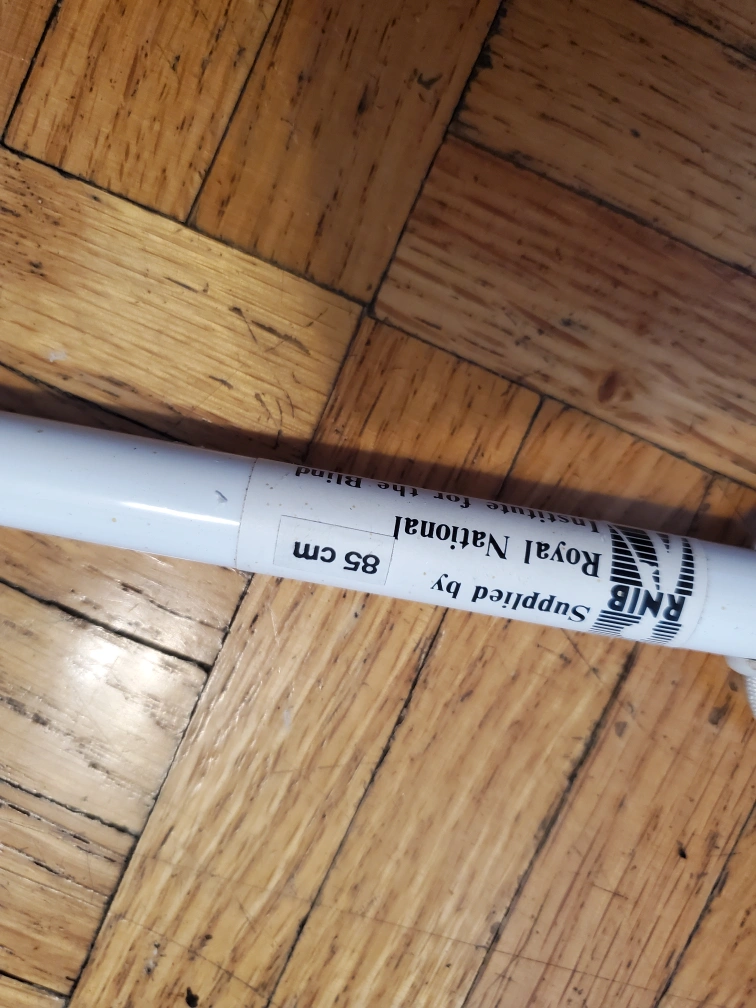 RNIB
Supplied by
Royal National
Institute for the Blind
85 cm